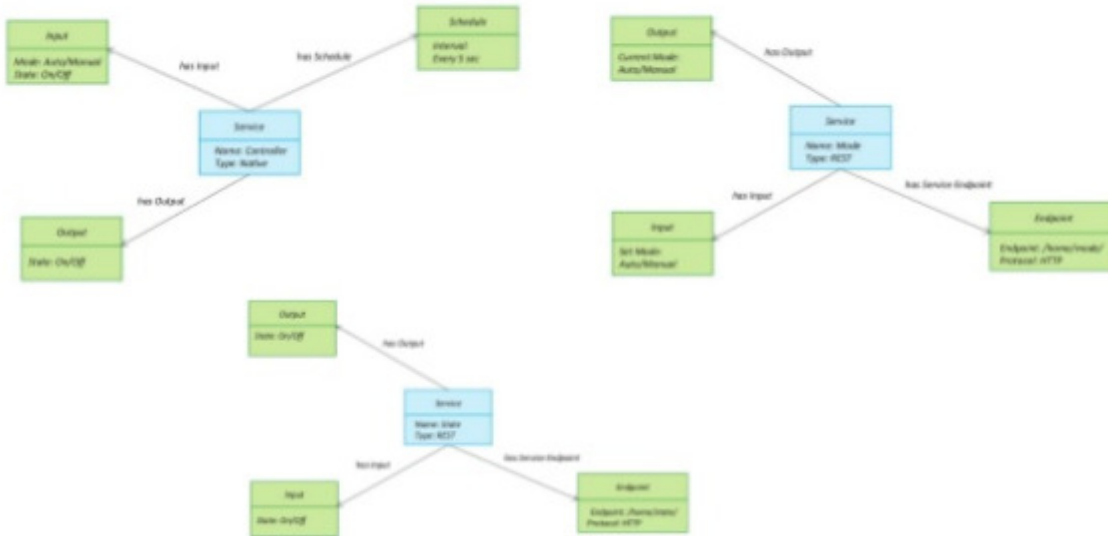 Input
Mode: Auto/Manual
State: On/Off
has Input
has Schedule
Schedule
Interval
Every 5 sec
Service
Name: Controller
Type: Native
has Output
Output
State: On/Off
Output
Current Mode:
Auto/Manual
has Output
Service
Name: Mode
Type: REST
has Input
has Service Endpoint
Input
Set Mode:
Auto/Manual
Endpoint
Endpoint: /home/mode/
Protocol: HTTP
Output
State: On/Off
has Output
Service
Name: State
Type: REST
has Input
has Service Endpoint
Input
State: On/Off
Endpoint
Endpoint: /home/state/
Protocol: HTTP